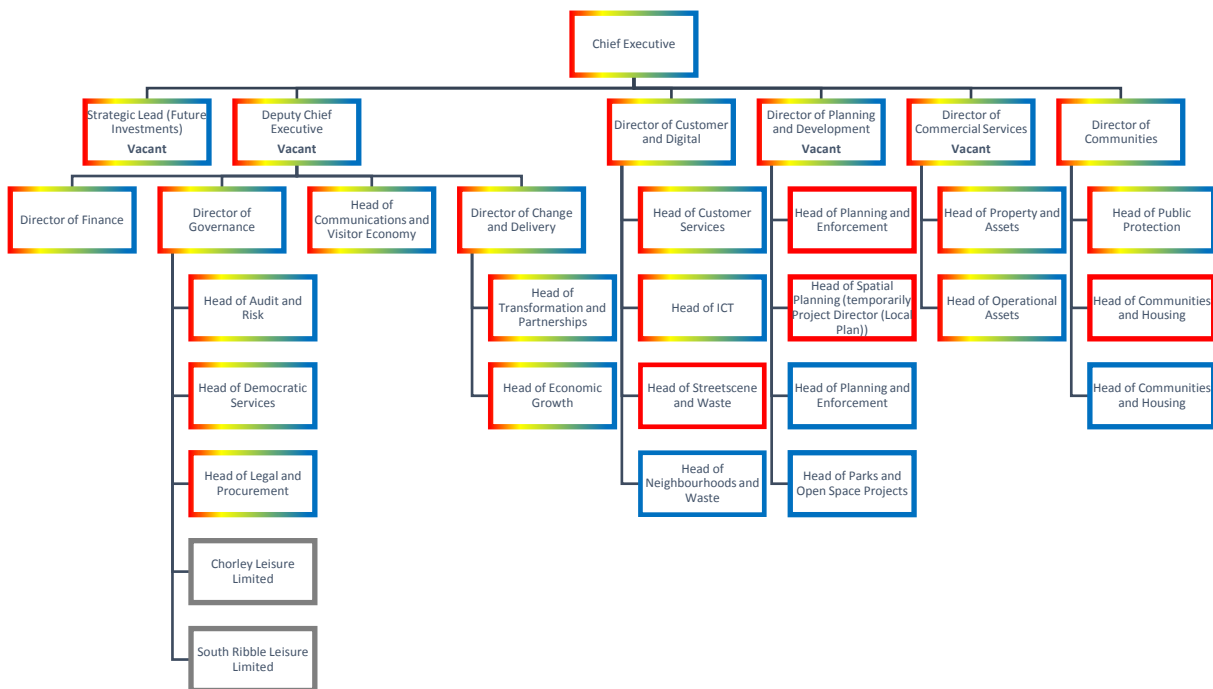 Chief Executive
Strategic Lead (Future
Investments)
Vacant
Deputy Chief
Executive
Vacant
Director of Customer
and Digital
Director of Planning
and Development
Vacant
Director of
Commercial Services
Vacant
Director of
Communities
Director of Finance
Director of
Governance
Head of
Communications and
Visitor Economy
Director of Change
and Delivery
Head of Customer
Services
Head of Planning and
Enforcement
Head of Property and
Assets
Head of Public
Protection
Head of Audit and
Risk
Head of
Transformation and
Partnerships
Head of ICT
Head of Spatial
Planning (temporarily
Project Director (Local
Plan))
Head of Operational
Assets
Head of Communities
and Housing
Head of Democratic
Services
Head of Economic
Growth
Head of Streetscene
and Waste
Head of Planning and
Enforcement
Head of Communities
and Housing
Head of Legal and
Procurement
Head of
Neighbourhoods and
Waste
Head of Parks and
Open Space Projects
Chorley Leisure
Limited
South Ribble Leisure
Limited